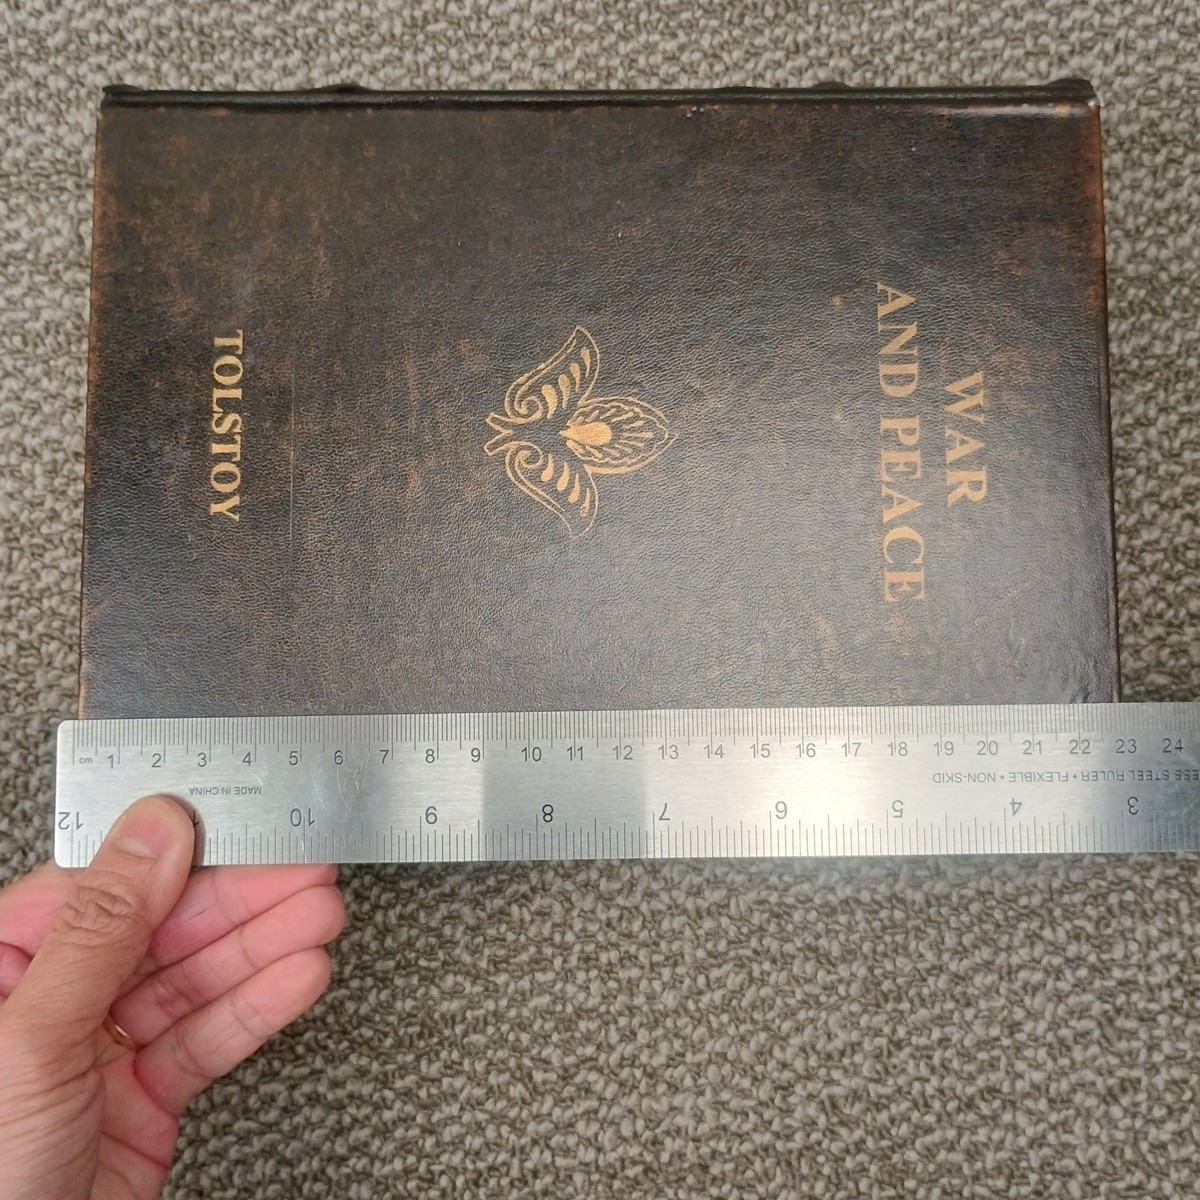 WAR
AND PEACE
TOLSTOY
cm 1 2 3 4 5 6 7 8 9 10 11 12 13 14 15 16 17 18 19 20 21 22 23 24
ESS STEEL RULER • FLEXIBLE • NON-SKID
MADE IN CHINA
3 4 5 6 7 8 9 10 12